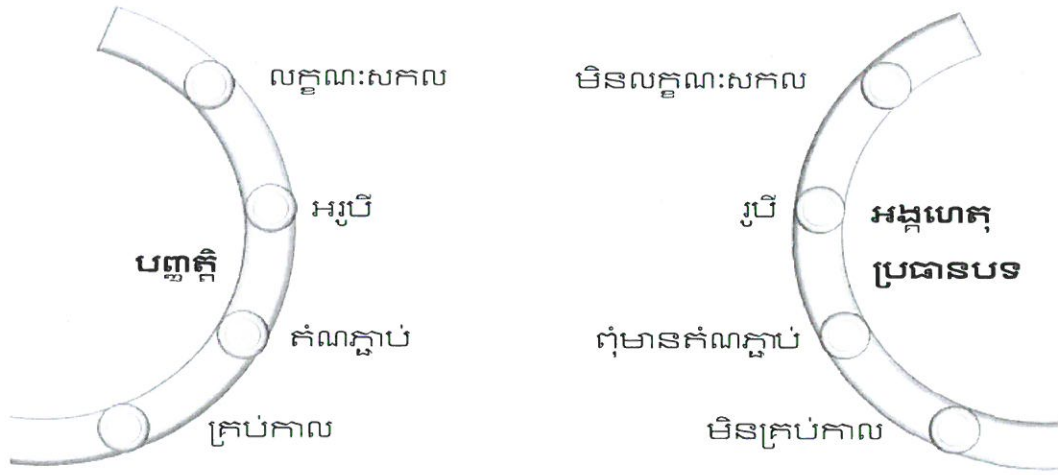 លក្ខណៈសកល
អរូបី
បញ្ញត្តិ
តំណភ្ជាប់
គ្រប់កាល
មិនលក្ខណៈសកល
រូបី
អង្គហេតុ
ប្រធានបទ
ពុំមានតំណភ្ជាប់
មិនគ្រប់កាល